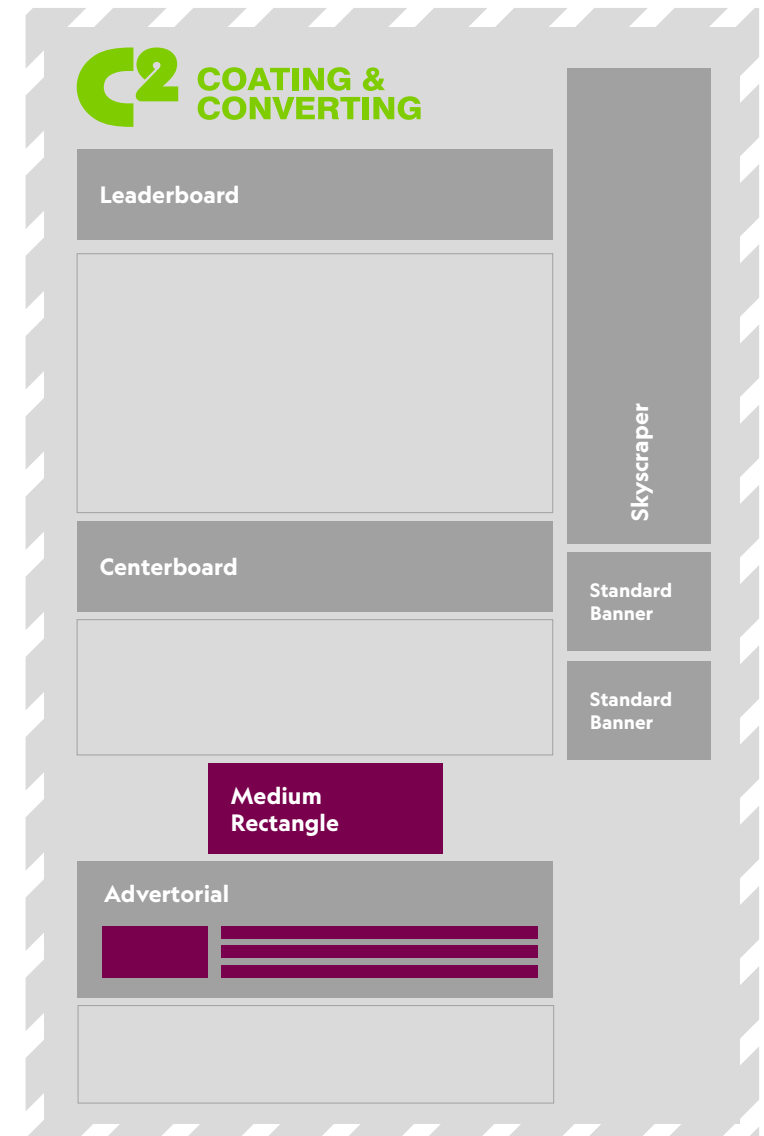 C2 COATING &
CONVERTING
Leaderboard
Skyscraper
Centerboard
Standard
Banner
Standard
Banner
Medium
Rectangle
Advertorial